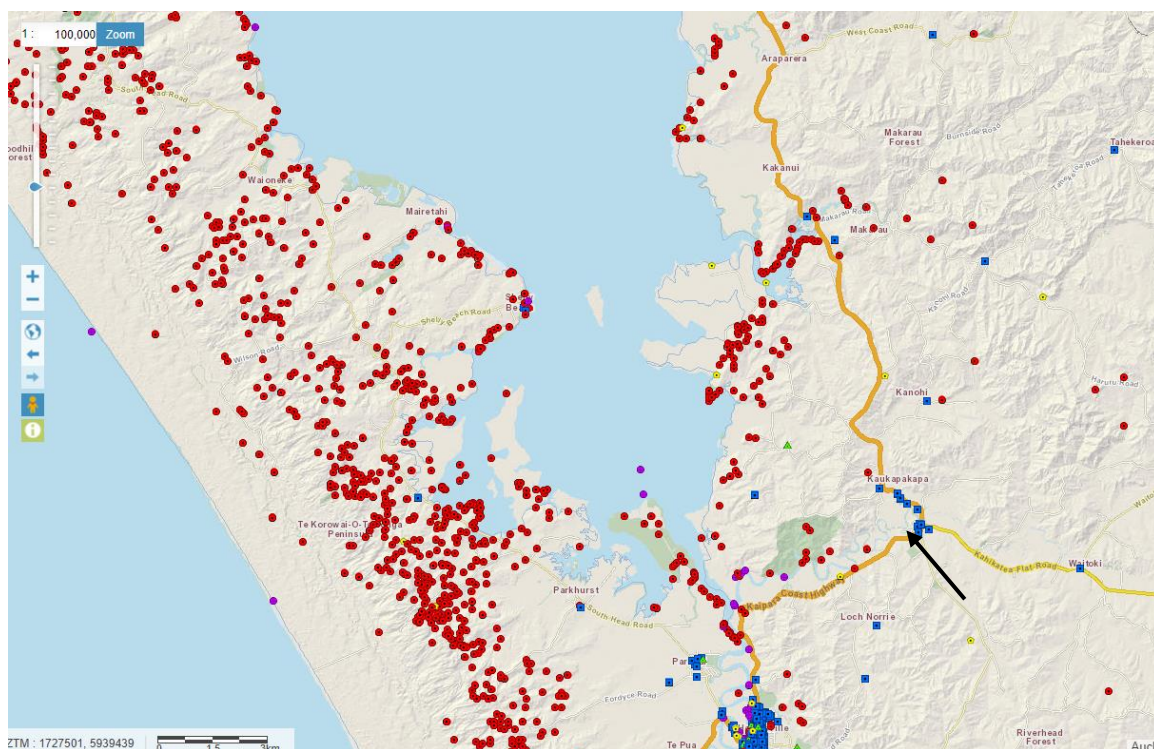 1 : 100,000 Zoom
West Coast Road
Araparera
South Head Road
Makarau
Forest
Burnside Road
Tahekeroa
Forest
Kakanui
Waioneke
Mairetahi
Makarau Road
Makarau
Wilson Road
Shelly Beach Road
Haruru Road
Kanohi
Kaukapakapa
Te Korowai-O-Te-Tonga
Peninsula
Kahikatea Flat Road
Waitoki
Parkhurst
Kaipara Coast Highway
South Head Road
Loch Norrie
Fordyce Road
Riverhead
Forest
Te Pua
ZTM : 1727501, 5939439
0 1.5 3km